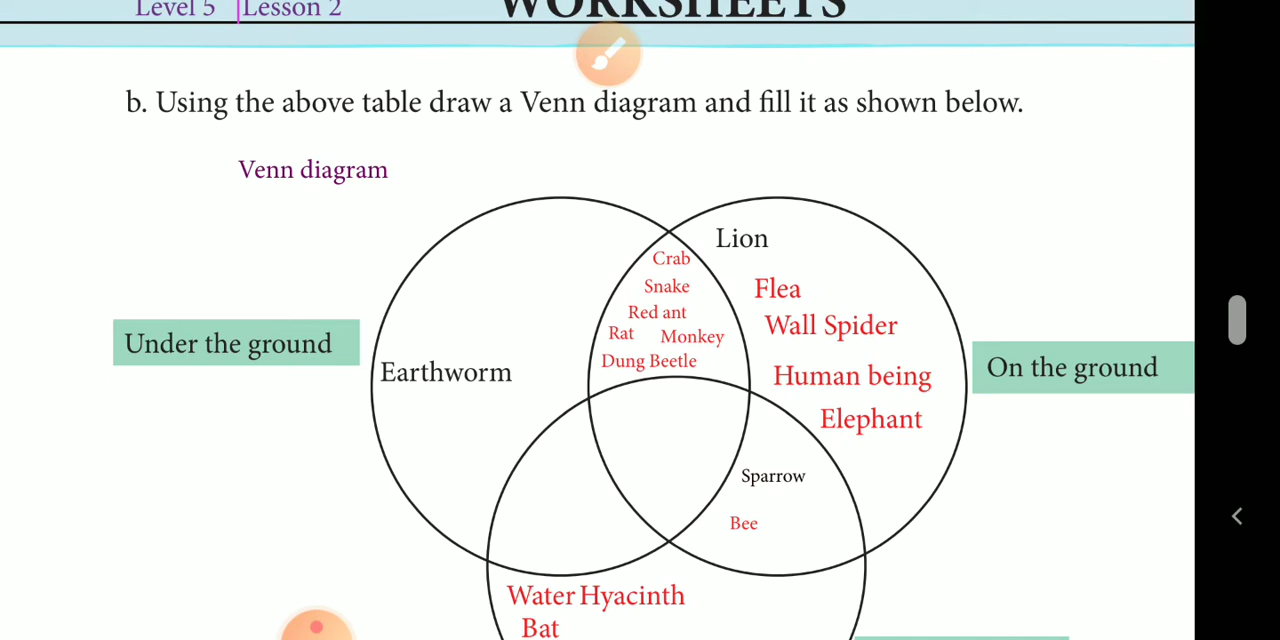 Level 5 Lesson 2
WORKSHEETS
b. Using the above table draw a Venn diagram and fill it as shown below.
Venn diagram
Lion
Crab
Snake
Flea
Red ant
Wall Spider
Rat Monkey
Under the ground
Dung Beetle
On the ground
Earthworm
Human being
Elephant
Sparrow
Bee
Water Hyacinth
Bat